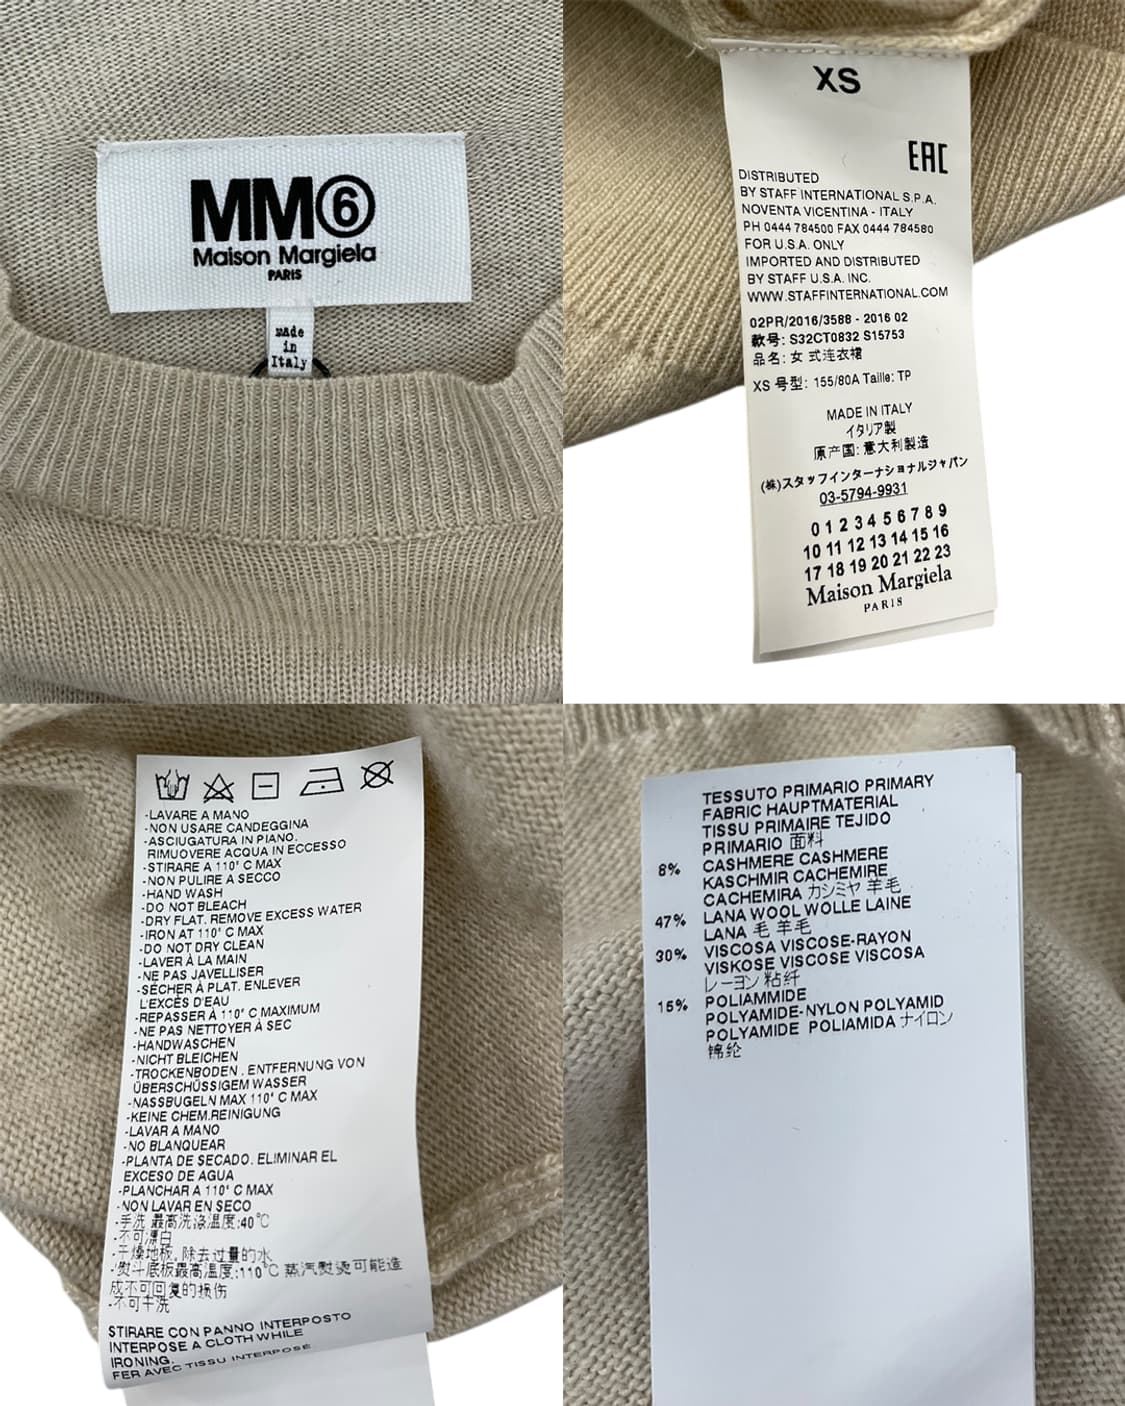 MM⑥
Maison Margiela
PARIS
made
in
Italy
XS
EAC
DISTRIBUTED
BY STAFF INTERNATIONAL S.P.A.
NOVENTA VICENTINA - ITALY
PH 0444 784500 FAX 0444 784580
FOR U.S.A. ONLY
IMPORTED AND DISTRIBUTED
BY STAFF U.S.A. INC.
WWW.STAFFINTERNATIONAL.COM
02PR/2016/3588 - 2016 02
款号: S32CT0832 S15753
品名: 女 式连衣裙
XS 号型: 155/80A Taille: TP
MADE IN ITALY
イタリア製
原产国: 意大利製造
(株)スタッフインターナショナルジャパン
03-5794-9931
0 1 2 3 4 5 6 7 8 9
10 11 12 13 14 15 16
17 18 19 20 21 22 23
Maison Margiela
PARIS
-LAVARE A MANO
-NON USARE CANDEGGINA
-ASCIUGATURA IN PIANO.
RIMUOVERE ACQUA IN ECCESSO
-STIRARE A 110° C MAX
-NON PULIRE A SECCO
-HAND WASH
-DO NOT BLEACH
-DRY FLAT. REMOVE EXCESS WATER
-IRON AT 110° C MAX
-DO NOT DRY CLEAN
-LAVER À LA MAIN
-NE PAS JAVELLISER
-SÉCHER À PLAT. ENLEVER
L'EXCÈS D'EAU
-REPASSER À 110° C MAXIMUM
-NE PAS NETTOYER À SEC
-HANDWASCHEN
-NICHT BLEICHEN
-TROCKENBODEN . ENTFERNUNG VON
ÜBERSCHÜSSIGEM WASSER
-NASSBUGELN MAX 110° C MAX
-KEINE CHEM.REINIGUNG
-LAVAR A MANO
-NO BLANQUEAR
-PLANTA DE SECADO. ELIMINAR EL
EXCESO DE AGUA
-PLANCHAR A 110° C MAX
-NON LAVAR EN SECO
-手洗 最高洗涤温度:40°C
-不可漂白
-干燥地板, 除去过量的水
-熨斗底板最高温度:110°C 蒸汽熨烫可能造
成不可回复的损伤
-不可干洗
STIRARE CON PANNO INTERPOSTO
INTERPOSE A CLOTH WHILE
IRONING.
FER AVEC TISSU INTERPOSÉ
TESSUTO PRIMARIO PRIMARY
FABRIC HAUPTMATERIAL
TISSU PRIMAIRE TEJIDO
PRIMARIO 面料
8% CASHMERE CASHMERE
KASCHMIR CACHEMIRE
CACHEMIRA カシミヤ 羊毛
47% LANA WOOL WOLLE LAINE
LANA 毛 羊毛
30% VISCOSA VISCOSE-RAYON
VISKOSE VISCOSE VISCOSA
レーヨン 粘纤
15% POLIAMMIDE
POLYAMIDE-NYLON POLYAMID
POLYAMIDE POLIAMIDA ナイロン
锦纶